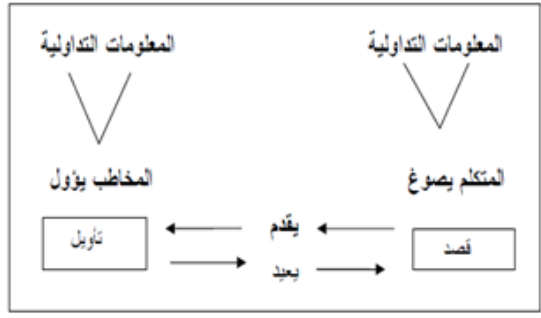 المعلومات التداولية المعلومات التداولية
المتكلم يصوغ المخاطب يؤول
قصد يقدم تأويل
يعيد